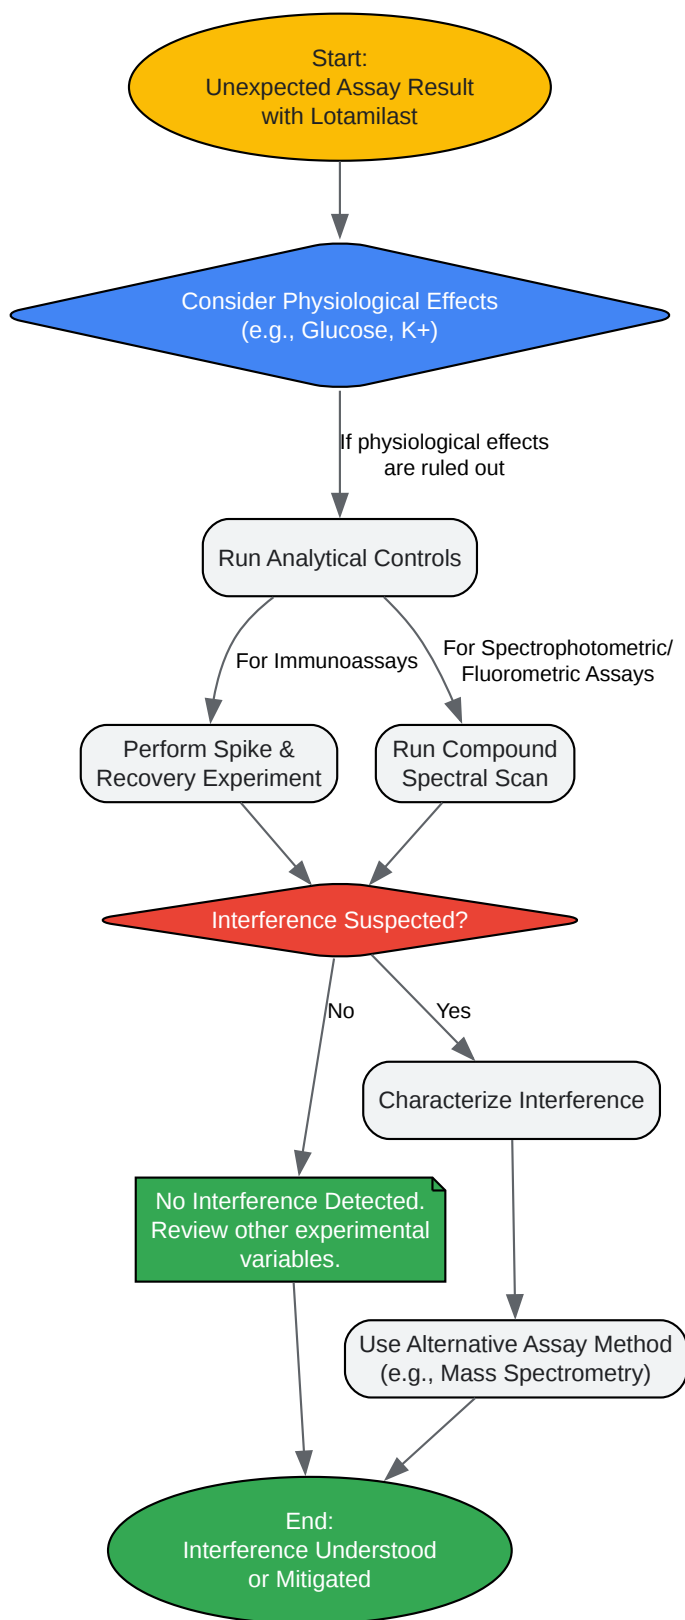 Start:
Unexpected Assay Result
with Lotamilast
Consider Physiological Effects
(e.g., Glucose, K+)
If physiological effects
are ruled out
Run Analytical Controls
For Immunoassays
For Spectrophotometric/
Fluorometric Assays
Perform Spike &
Recovery Experiment
Run Compound
Spectral Scan
Interference Suspected?
No
Yes
Characterize Interference
No Interference Detected.
Review other experimental
variables.
Use Alternative Assay Method
(e.g., Mass Spectrometry)
End:
Interference Understood
or Mitigated